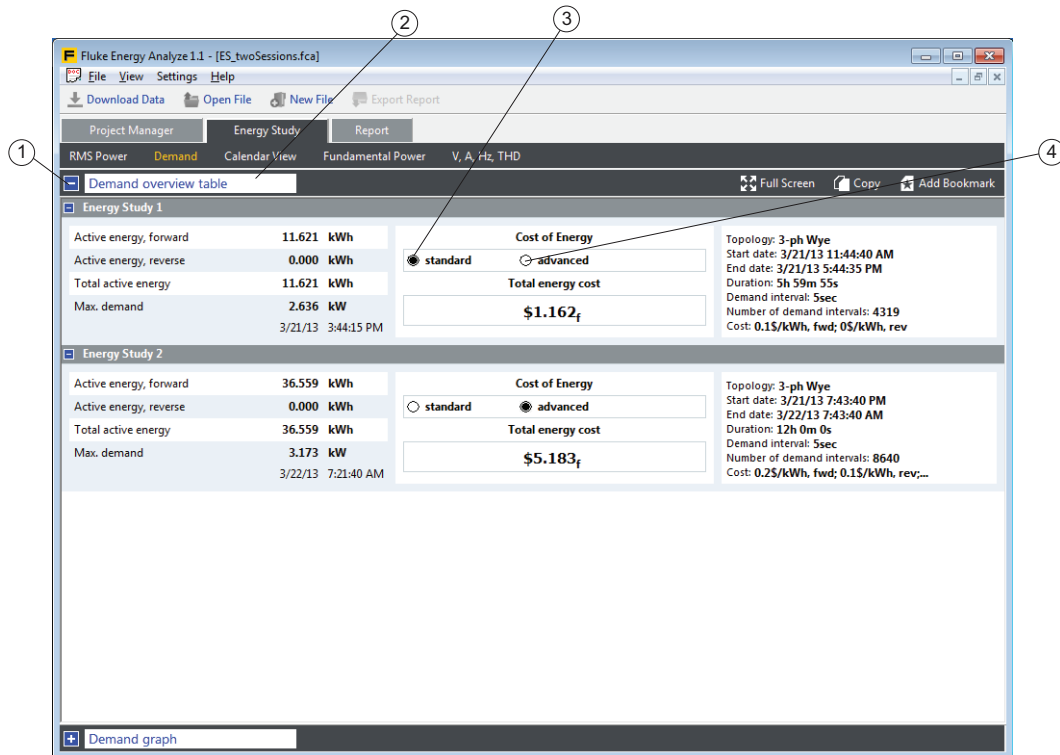 2
3
Fluke Energy Analyze 1.1 - [ES_twoSessions.fca]
DOC File View Settings Help
Download Data Open File New File Export Report
Project Manager Energy Study Report
4
1
RMS Power Demand Calendar View Fundamental Power V, A, Hz, THD
Demand overview table Full Screen Copy Add Bookmark
Energy Study 1
Active energy, forward 11.621 kWh
Active energy, reverse 0.000 kWh
Total active energy 11.621 kWh
Max. demand 2.636 kW
3/21/13 3:44:15 PM
Cost of Energy
standard advanced
Total energy cost
$1.162f
Topology: 3-ph Wye
Start date: 3/21/13 11:44:40 AM
End date: 3/21/13 5:44:35 PM
Duration: 5h 59m 55s
Demand interval: 5sec
Number of demand intervals: 4319
Cost: 0.1$/kWh, fwd; 0$/kWh, rev
Energy Study 2
Active energy, forward 36.559 kWh
Active energy, reverse 0.000 kWh
Total active energy 36.559 kWh
Max. demand 3.173 kW
3/22/13 7:21:40 AM
Cost of Energy
standard advanced
Total energy cost
$5.183f
Topology: 3-ph Wye
Start date: 3/21/13 7:43:40 PM
End date: 3/22/13 7:43:40 AM
Duration: 12h 0m 0s
Demand interval: 5sec
Number of demand intervals: 8640
Cost: 0.2$/kWh, fwd; 0.1$/kWh, rev;...
Demand graph